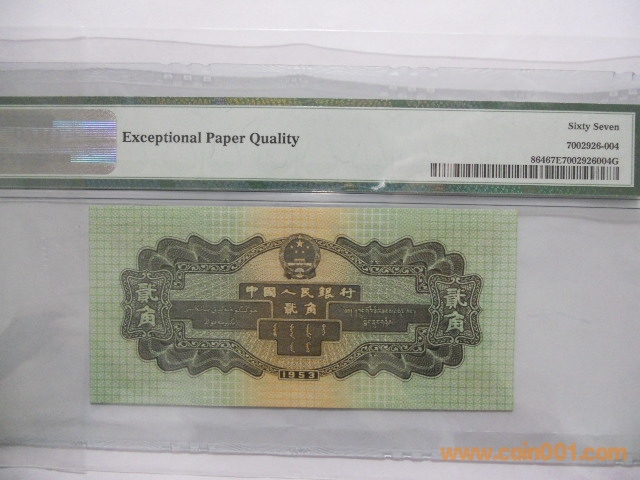 Exceptional Paper Quality
Sixty Seven
7002926-004
86467E7002926004G
中國人民銀行
貳角
貳角
貳角
1953
www.coin001.com